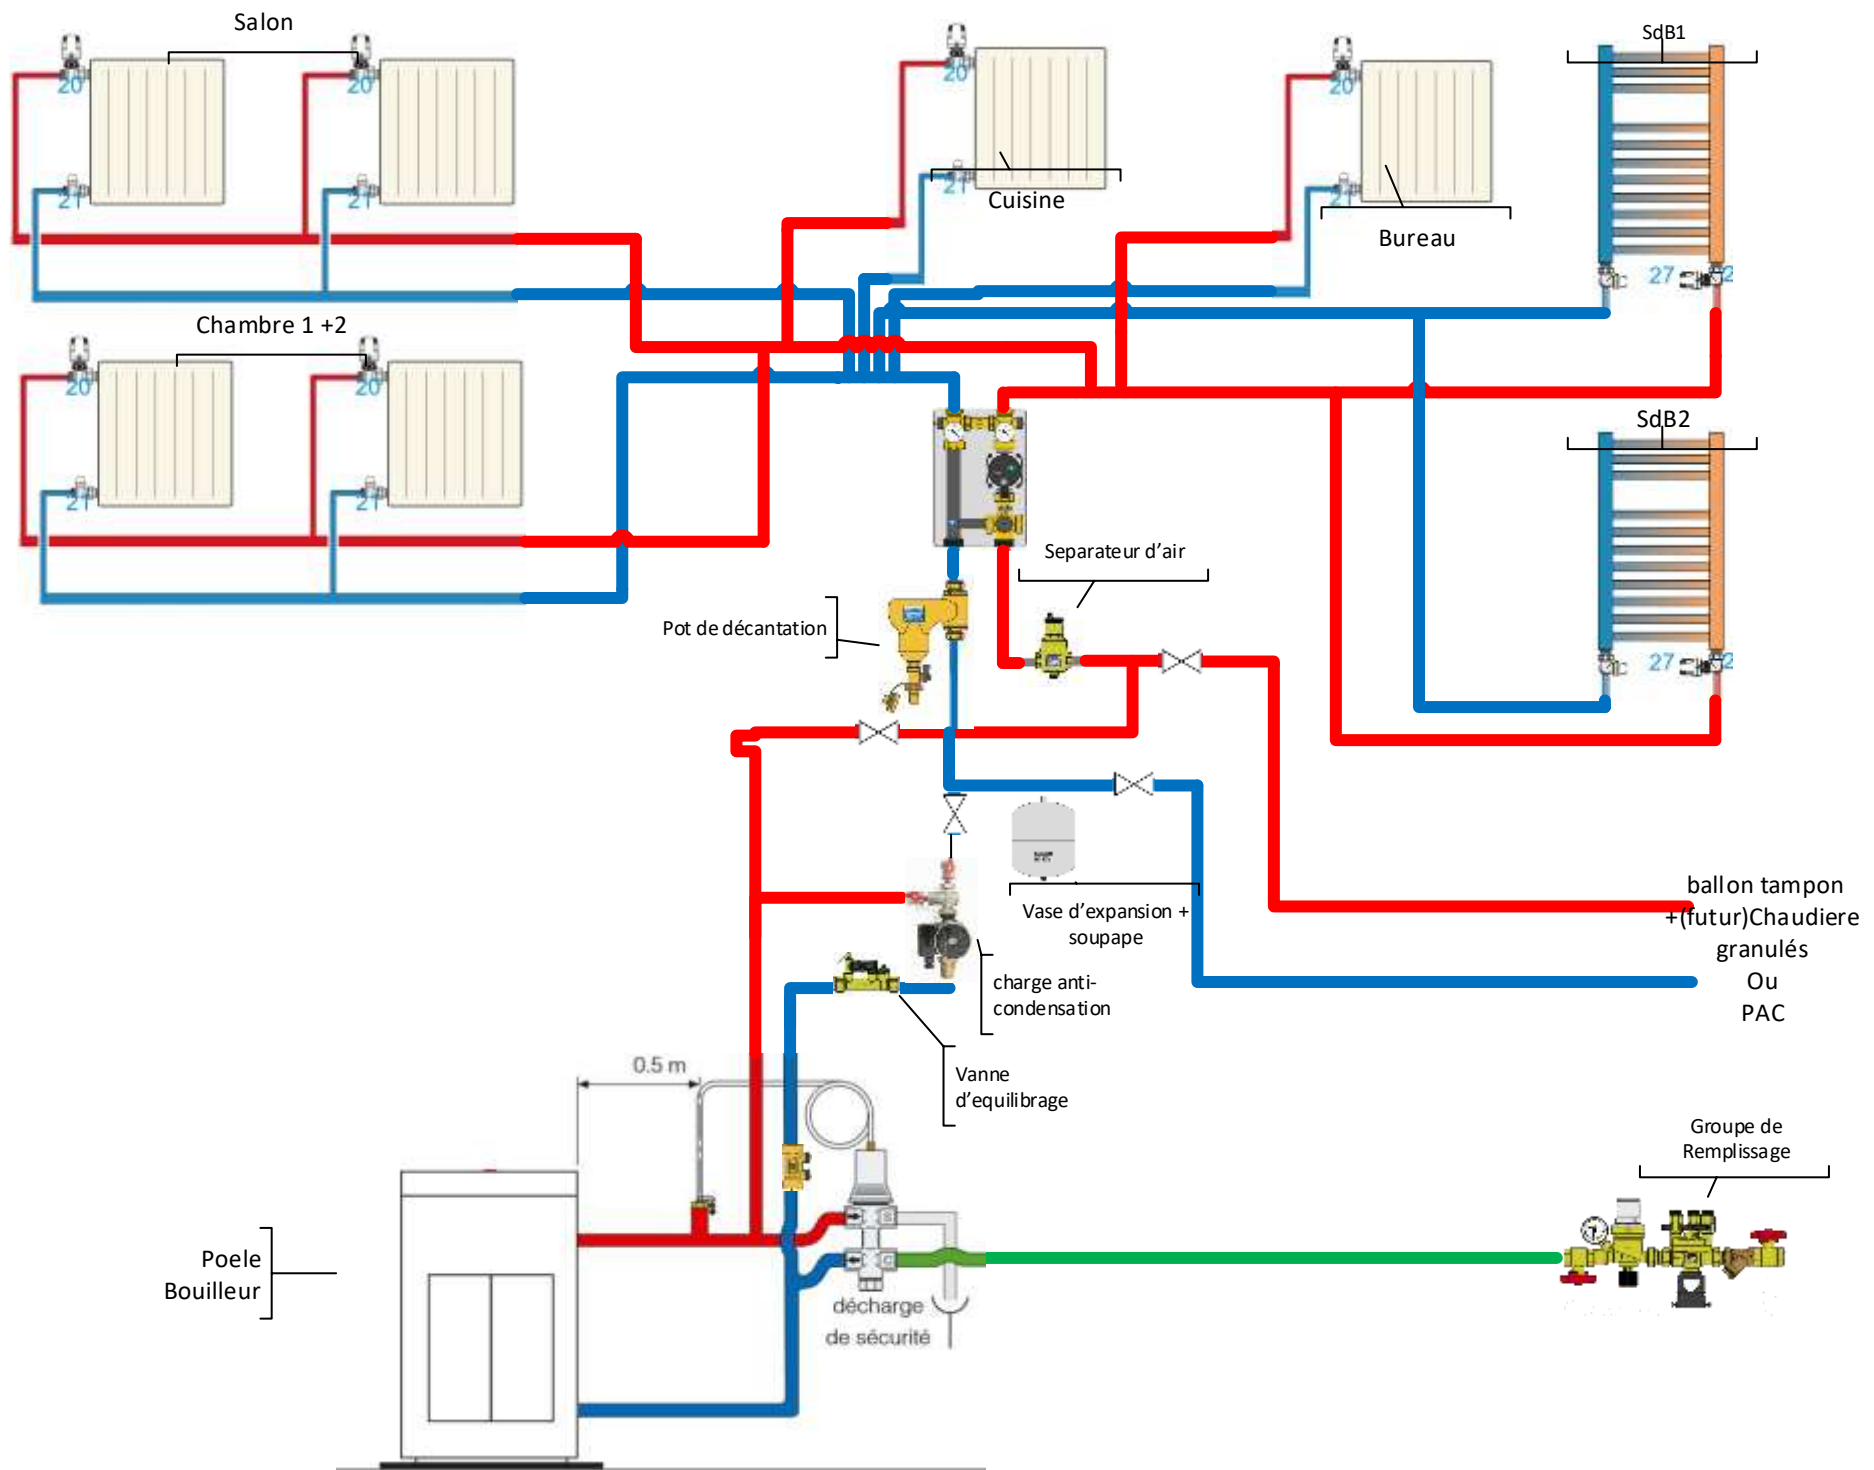 Salon
20
20
21
21
Chambre 1 +2
20
20
21
21
20
21
Cuisine
20
21
Bureau
SdB1
27
2
SdB2
27
2
Separateur d’air
Pot de décantation
Vase d’expansion +
soupape
ballon tampon
+(futur)Chaudiere
granulés
Ou
PAC
charge anti-
condensation
Vanne
d’equilibrage
0.5 m
Groupe de
Remplissage
Poele
Bouilleur
S
C
décharge
de sécurité